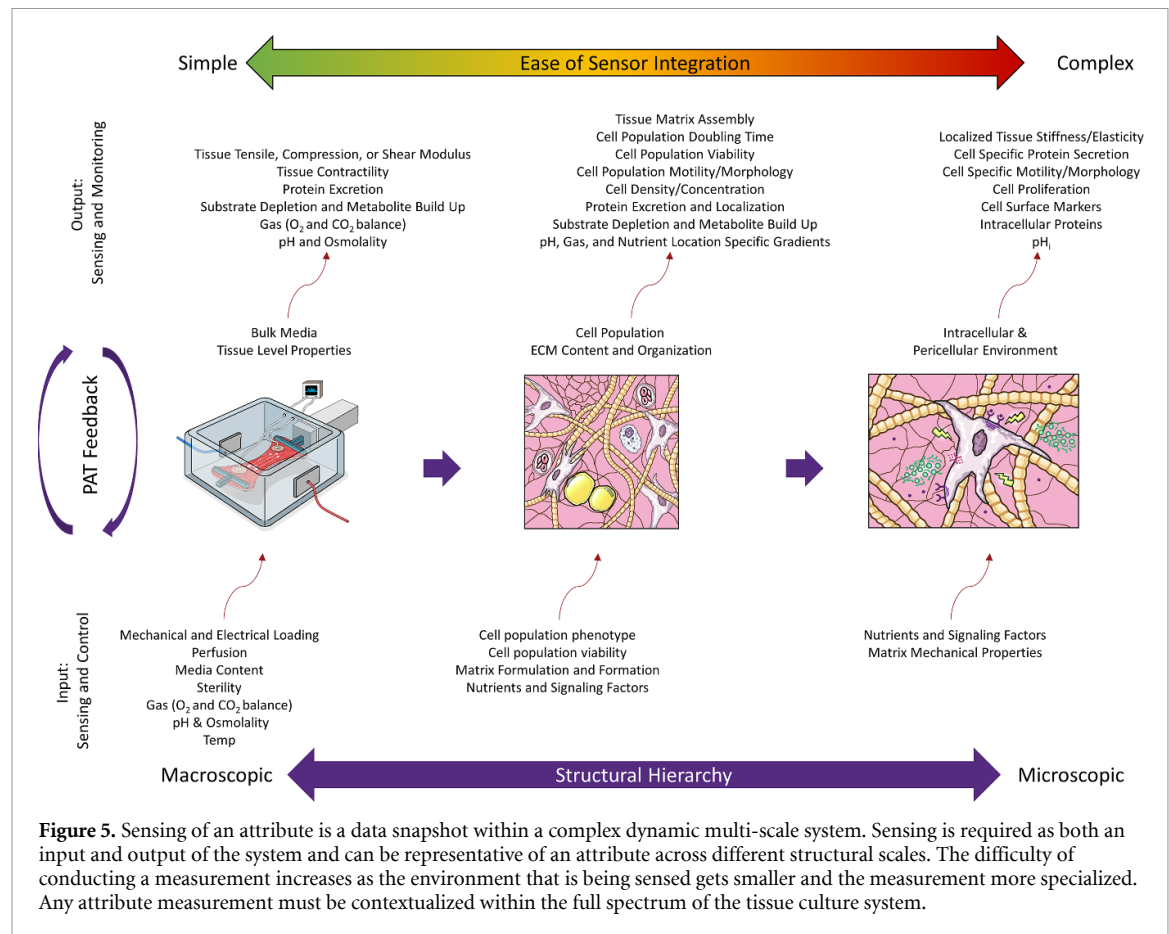 Simple
Ease of Sensor Integration
Complex
Output:
Sensing and Monitoring
Tissue Tensile, Compression, or Shear Modulus
Tissue Contractility
Protein Excretion
Substrate Depletion and Metabolite Build Up
Gas (O₂ and CO₂ balance)
pH and Osmolality
Tissue Matrix Assembly
Cell Population Doubling Time
Cell Population Viability
Cell Population Motility/Morphology
Cell Density/Concentration
Protein Excretion and Localization
Substrate Depletion and Metabolite Build Up
pH, Gas, and Nutrient Location Specific Gradients
Localized Tissue Stiffness/Elasticity
Cell Specific Protein Secretion
Cell Specific Motility/Morphology
Cell Proliferation
Cell Surface Markers
Intracellular Proteins
pHᵢ
PAT Feedback
Bulk Media
Tissue Level Properties
Cell Population
ECM Content and Organization
Intracellular &
Pericellular Environment
Input:
Sensing and Control
Mechanical and Electrical Loading
Perfusion
Media Content
Sterility
Gas (O₂ and CO₂ balance)
pH & Osmolality
Temp
Cell population phenotype
Cell population viability
Matrix Formulation and Formation
Nutrients and Signaling Factors
Nutrients and Signaling Factors
Matrix Mechanical Properties
Macroscopic
Structural Hierarchy
Microscopic
Figure 5. Sensing of an attribute is a data snapshot within a complex dynamic multi-scale system. Sensing is required as both an
input and output of the system and can be representative of an attribute across different structural scales. The difficulty of
conducting a measurement increases as the environment that is being sensed gets smaller and the measurement more specialized.
Any attribute measurement must be contextualized within the full spectrum of the tissue culture system.